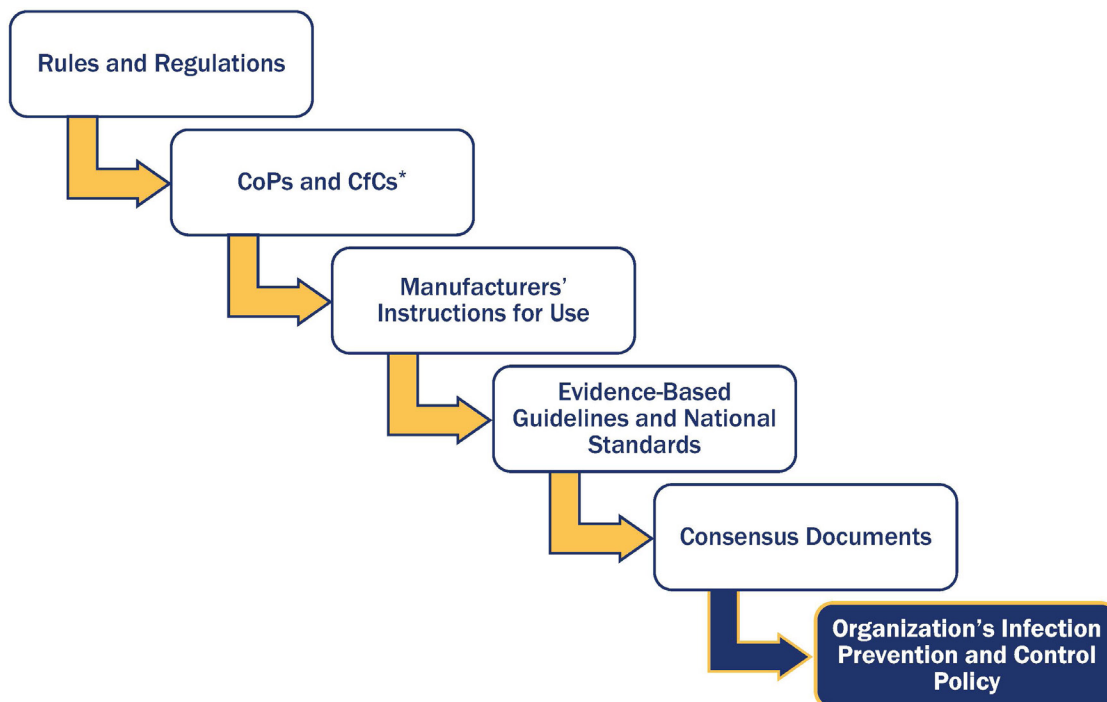 Rules and Regulations
CoPs and CfCs*
Manufacturers’
Instructions for Use
Evidence-Based
Guidelines and National
Standards
Consensus Documents
Organization’s Infection
Prevention and Control
Policy